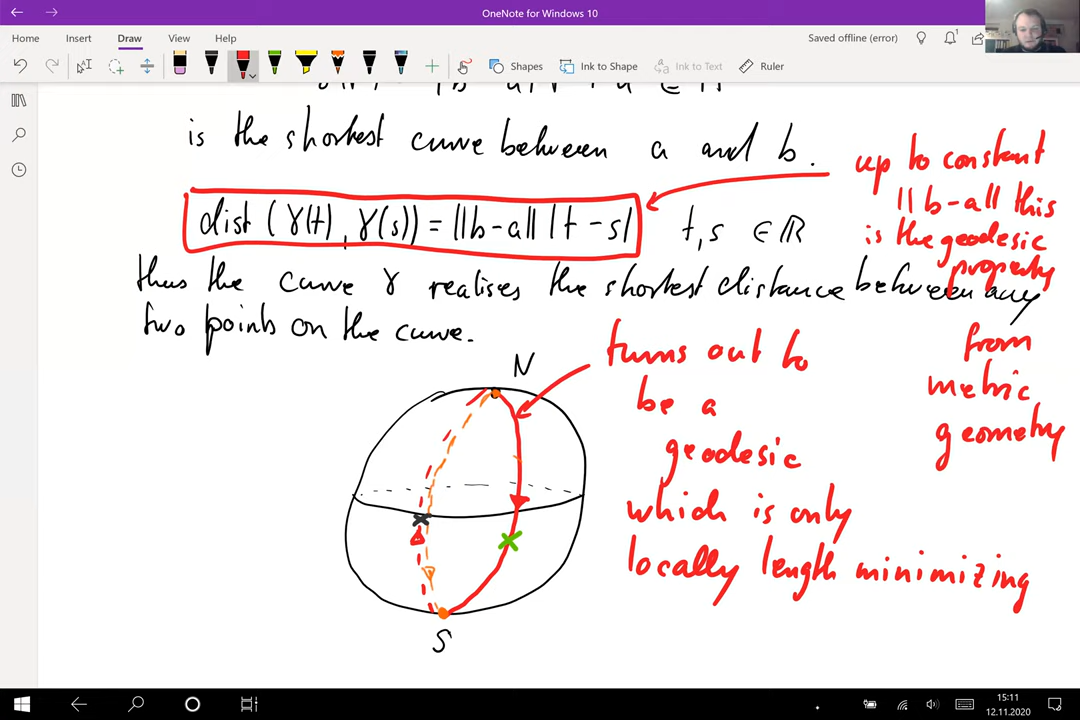 OneNote for Windows 10
Home Insert Draw View Help
Saved offline (error)
Shapes Ink to Shape Ink to Text Ruler
is the shortest curve between a and b.
dist (γ(t), γ(s)) = ||b-a|| |t-s| t,s ∈ ℝ
thus the curve γ realises the shortest distance between any
two points on the curve.
up to constant
||b-a|| this
is the geodesic
property
from
metric
geometry
N
turns out to
be a
geodesic
which is only
locally length minimizing
S
15:11
12.11.2020